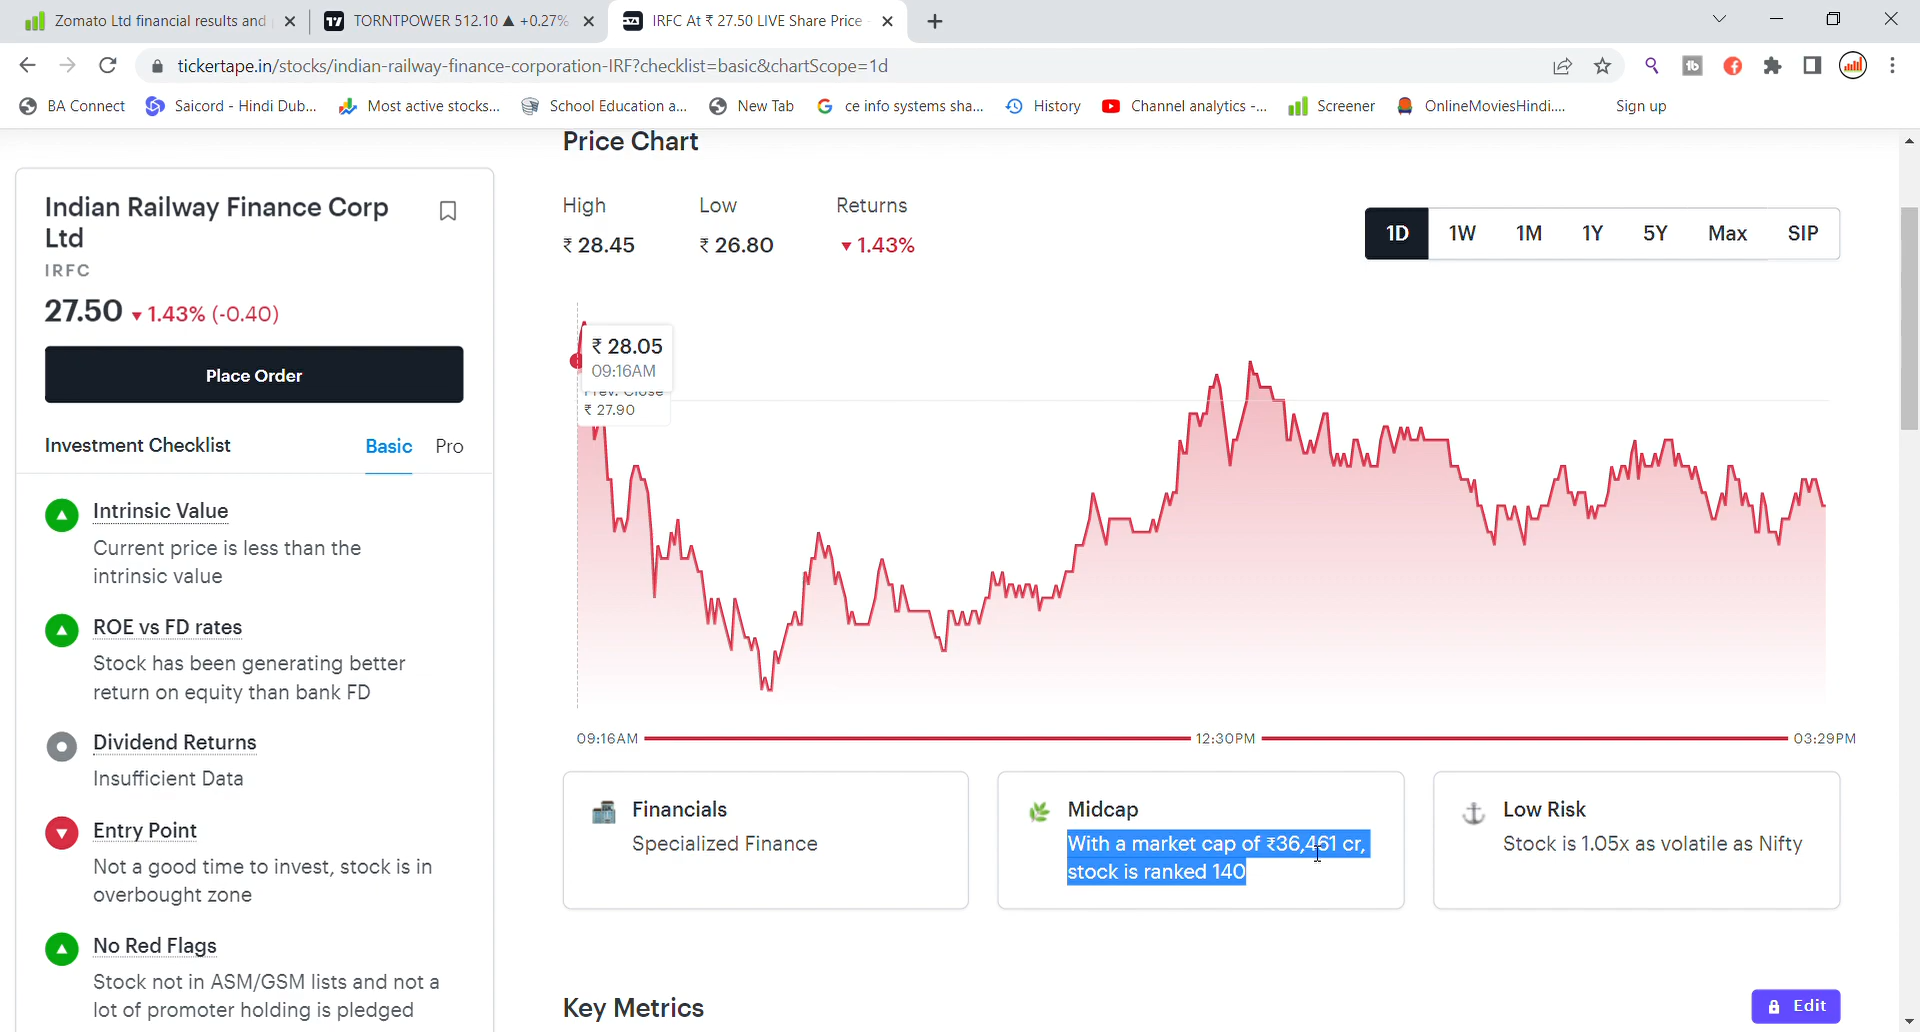 Zomato Ltd financial results and
TORNTPOWER 512.10 ▲ +0.27%
IRFC At ₹ 27.50 LIVE Share Price
tickertape.in/stocks/indian-railway-finance-corporation-IRF?checklist=basic&chartScope=1d
BA Connect
Saicord - Hindi Dub...
Most active stocks...
School Education a...
New Tab
ce info systems sha...
History
Channel analytics -...
Screener
OnlineMoviesHindi....
Sign up
Indian Railway Finance Corp
Ltd
IRFC
27.50 ▼ 1.43% (-0.40)
Place Order
Investment Checklist
Basic
Pro
Intrinsic Value
Current price is less than the
intrinsic value
ROE vs FD rates
Stock has been generating better
return on equity than bank FD
Dividend Returns
Insufficient Data
Entry Point
Not a good time to invest, stock is in
overbought zone
No Red Flags
Stock not in ASM/GSM lists and not a
lot of promoter holding is pledged
Price Chart
High
₹ 28.45
Low
₹ 26.80
Returns
▼ 1.43%
1D
1W
1M
1Y
5Y
Max
SIP
₹ 28.05
09:16AM
Prev. Close
₹ 27.90
09:16AM
12:30PM
03:29PM
Financials
Specialized Finance
Midcap
With a market cap of ₹36,461 cr,
stock is ranked 140
Low Risk
Stock is 1.05x as volatile as Nifty
Key Metrics
Edit